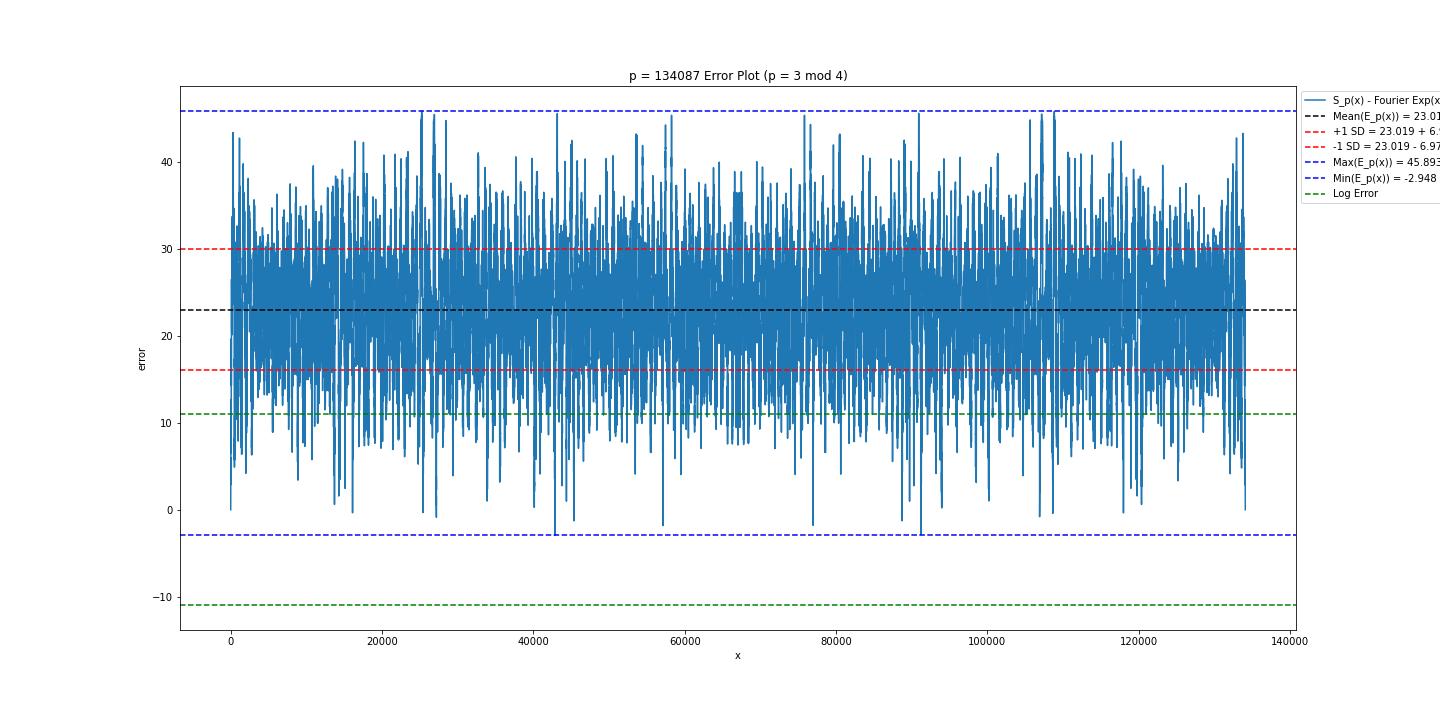 p = 134087 Error Plot (p = 3 mod 4)
S_p(x) - Fourier Exp(x
Mean(E_p(x)) = 23.01
+1 SD = 23.019 + 6.9
-1 SD = 23.019 - 6.97
Max(E_p(x)) = 45.893
Min(E_p(x)) = -2.948
Log Error
error
40
30
20
10
0
−10
0 20000 40000 60000 80000 100000 120000 140000
x